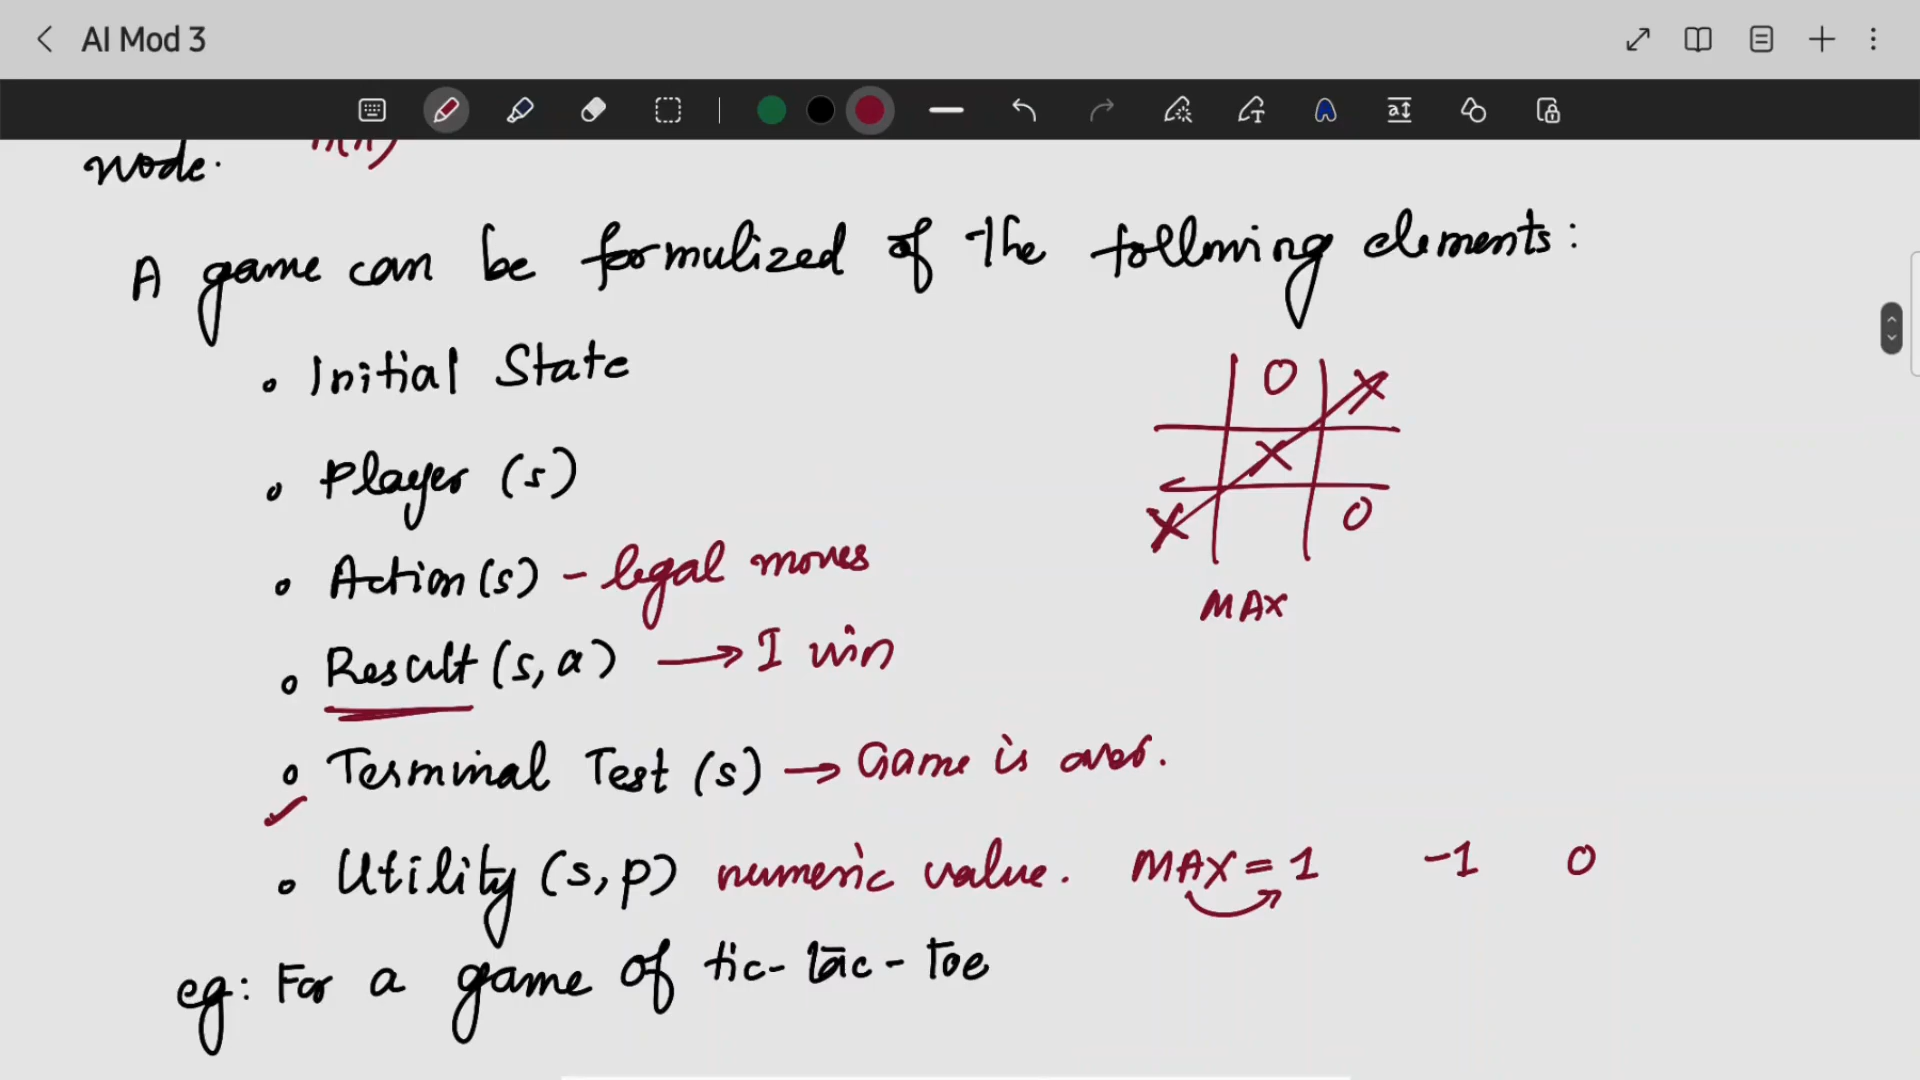 AI Mod 3
node. h(n)
A game can be formulized of the following elements:
• Initial State
• Player (s)
• Action (s) - legal moves
• Result (s, a) → I win
• Terminal Test (s) → Game is over.
• Utility (s, p) numeric value. MAX = 1 -1 0
eg: For a game of tic-tac-toe
O X
X
X O
MAX